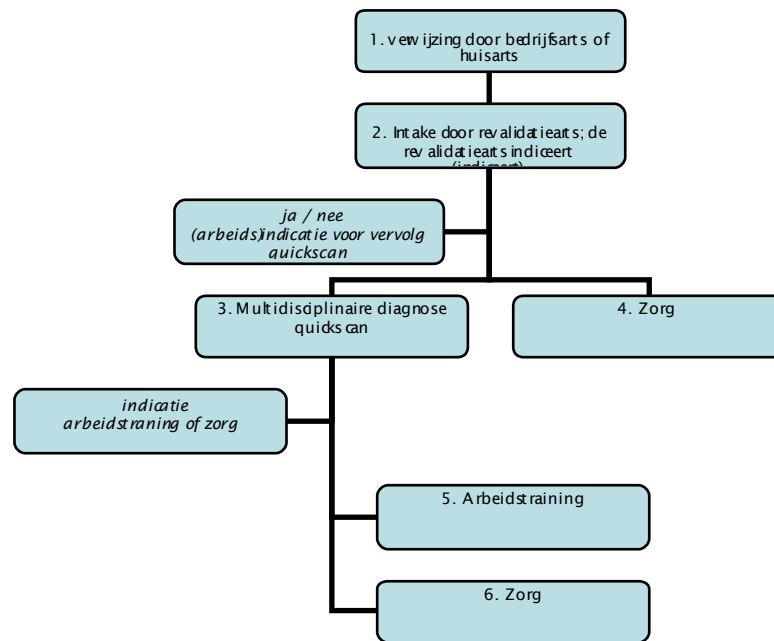 1. verwijzing door bedrijfsarts of
huisarts
2. Intake door revalidatiearts; de
revalidatiearts indiceert
(indiceert)
ja / nee
(arbeids)indicatie voor vervolg
quickscan
3. Multidisciplinaire diagnose
quickscan
4. Zorg
indicatie
arbeidstraning of zorg
5. Arbeidstraining
6. Zorg